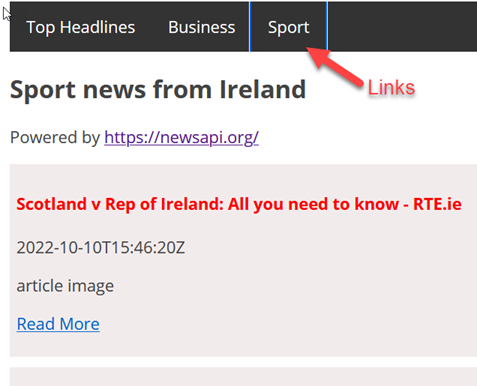 Top Headlines Business Sport
Links
Sport news from Ireland
Powered by https://newsapi.org/
Scotland v Rep of Ireland: All you need to know - RTE.ie
2022-10-10T15:46:20Z
article image
Read More